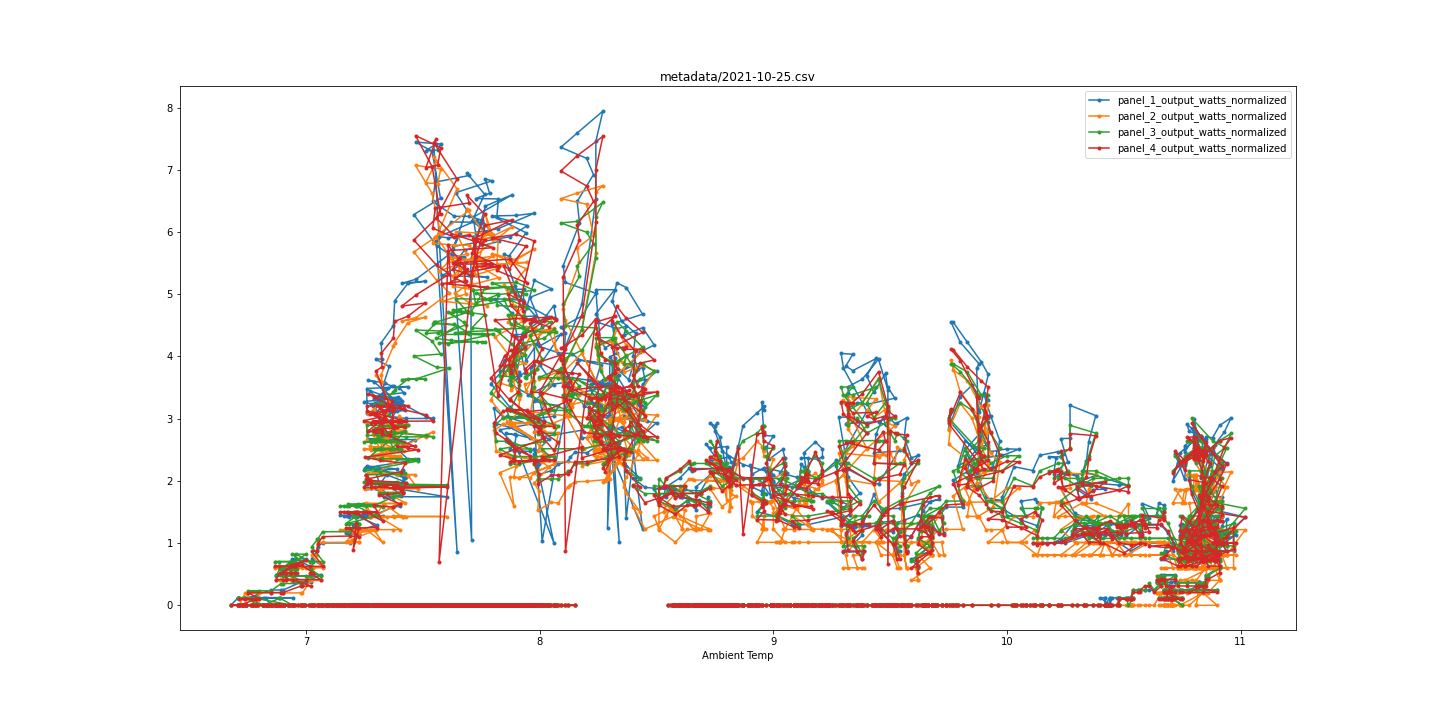 metadata/2021-10-25.csv
panel_1_output_watts_normalized
panel_2_output_watts_normalized
panel_3_output_watts_normalized
panel_4_output_watts_normalized
8
7
6
5
4
3
2
1
0
7 8 9 10 11
Ambient Temp